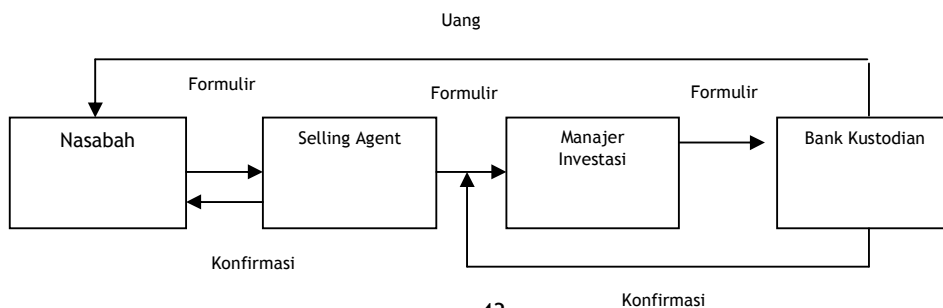 Uang
Formulir
Formulir
Formulir
Nasabah
Selling Agent
Manajer
Investasi
Bank Kustodian
Konfirmasi
Konfirmasi